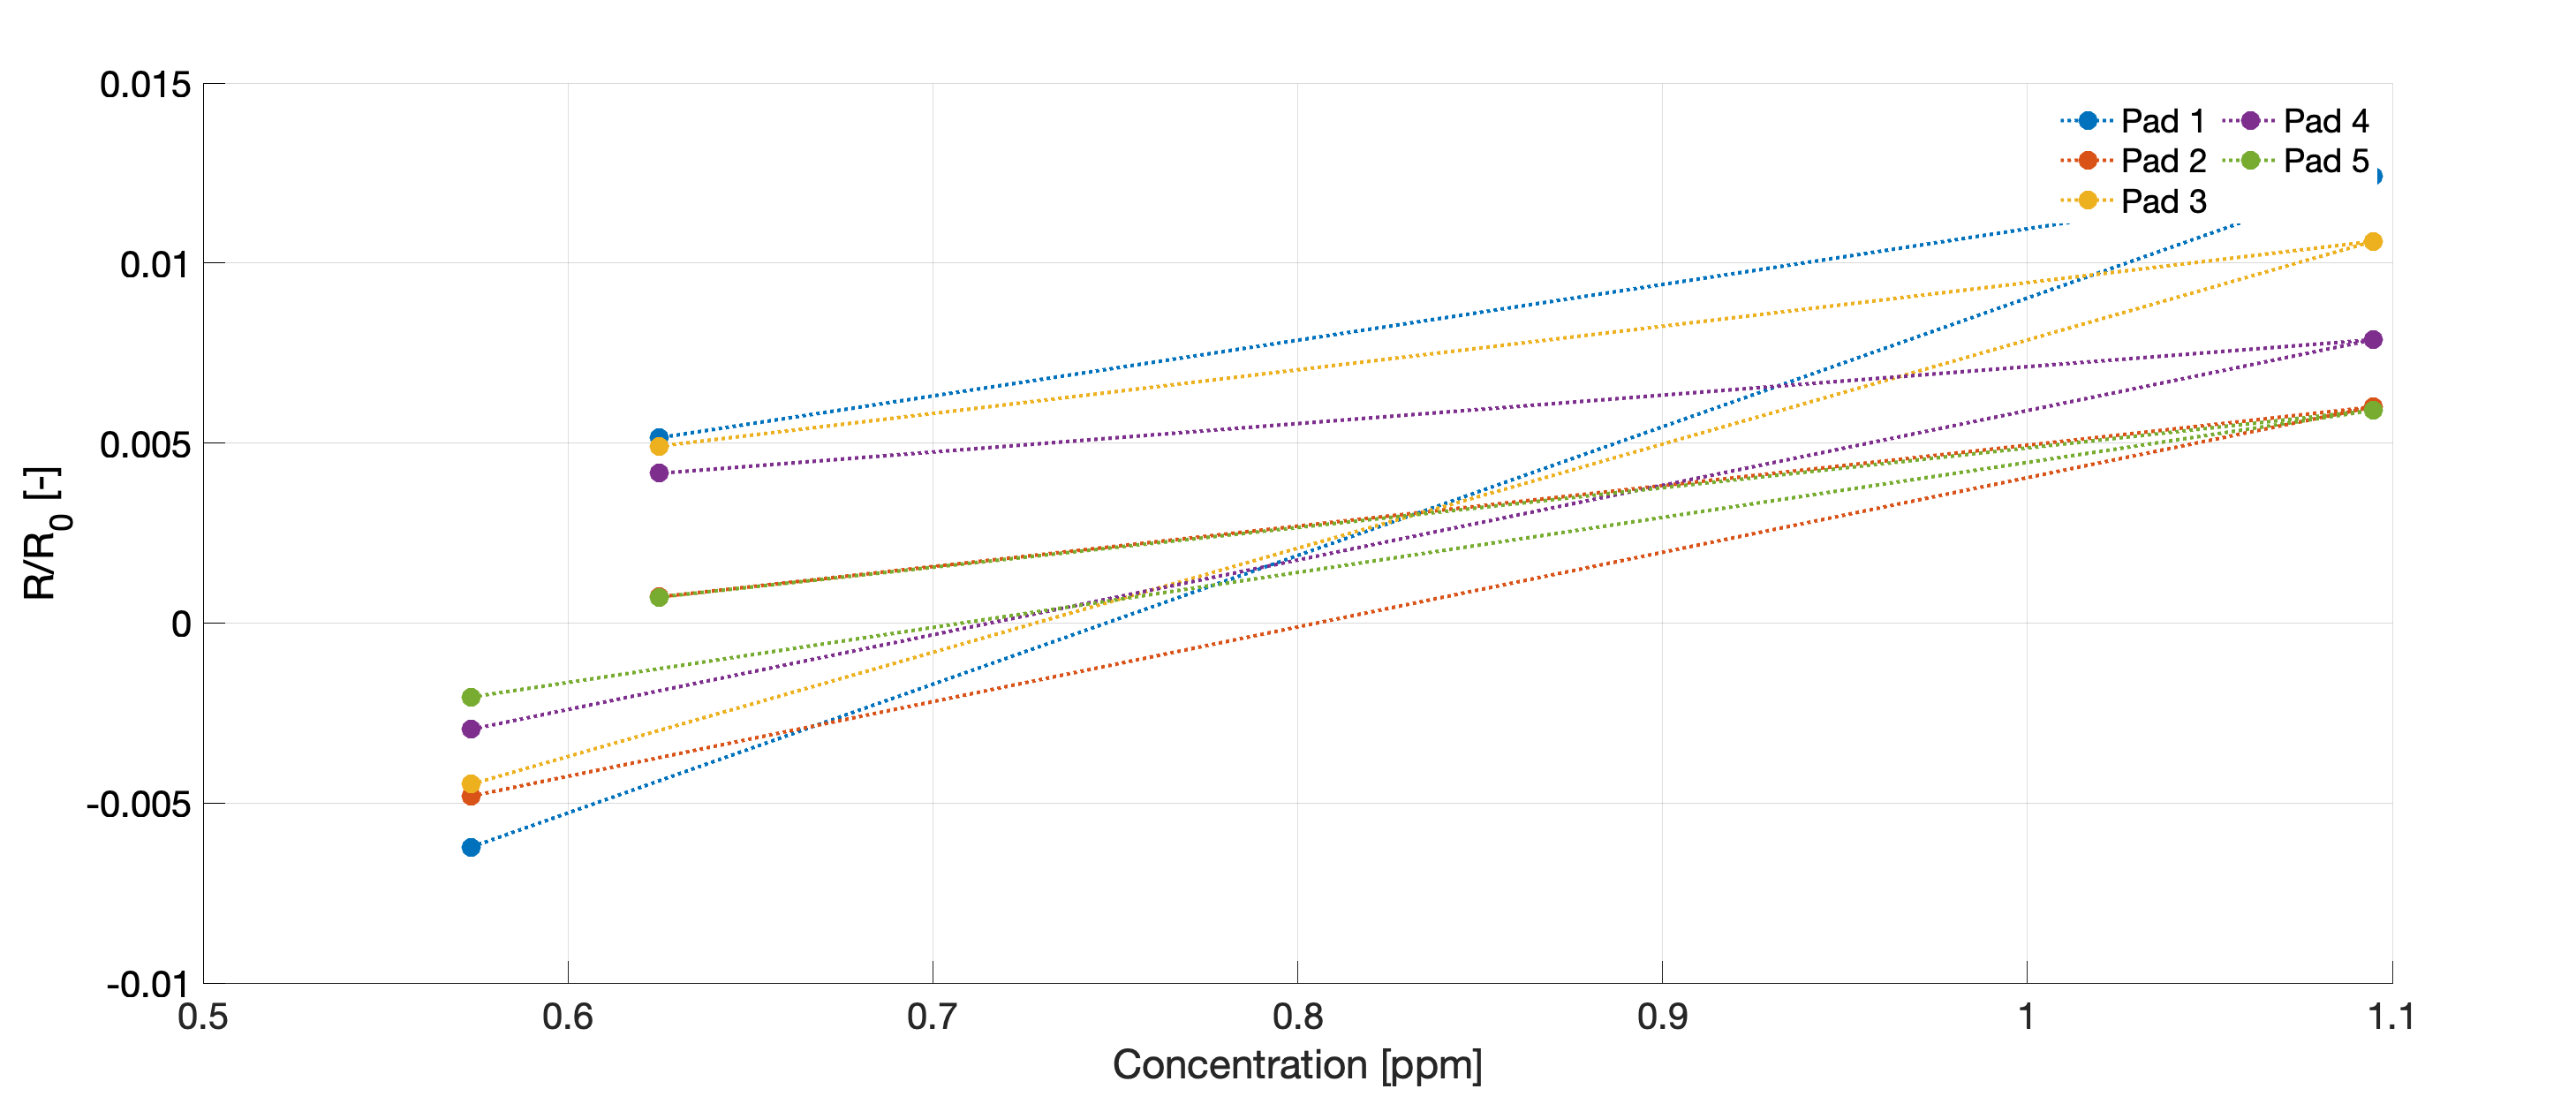 0.015
0.01
0.005
0
-0.005
-0.01
R/R0 [-]
Pad 1
Pad 2
Pad 3
Pad 4
Pad 5
0.5 0.6 0.7 0.8 0.9 1 1.1
Concentration [ppm]